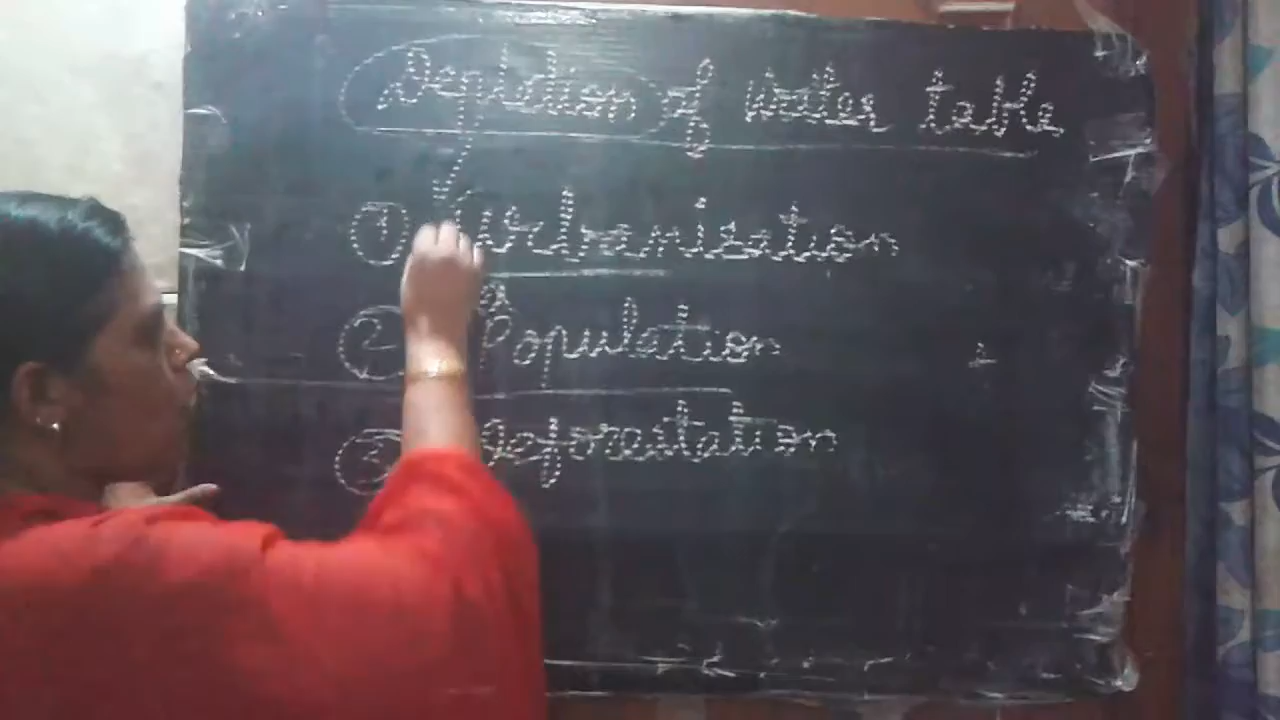 Depletion of water table
① urbanisation
② Population
③ deforestation